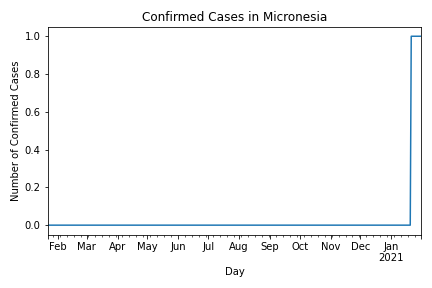 Confirmed Cases in Micronesia
1.0
0.8
0.6
0.4
0.2
0.0
Number of Confirmed Cases
Feb Mar Apr May Jun Jul Aug Sep Oct Nov Dec Jan
2021
Day